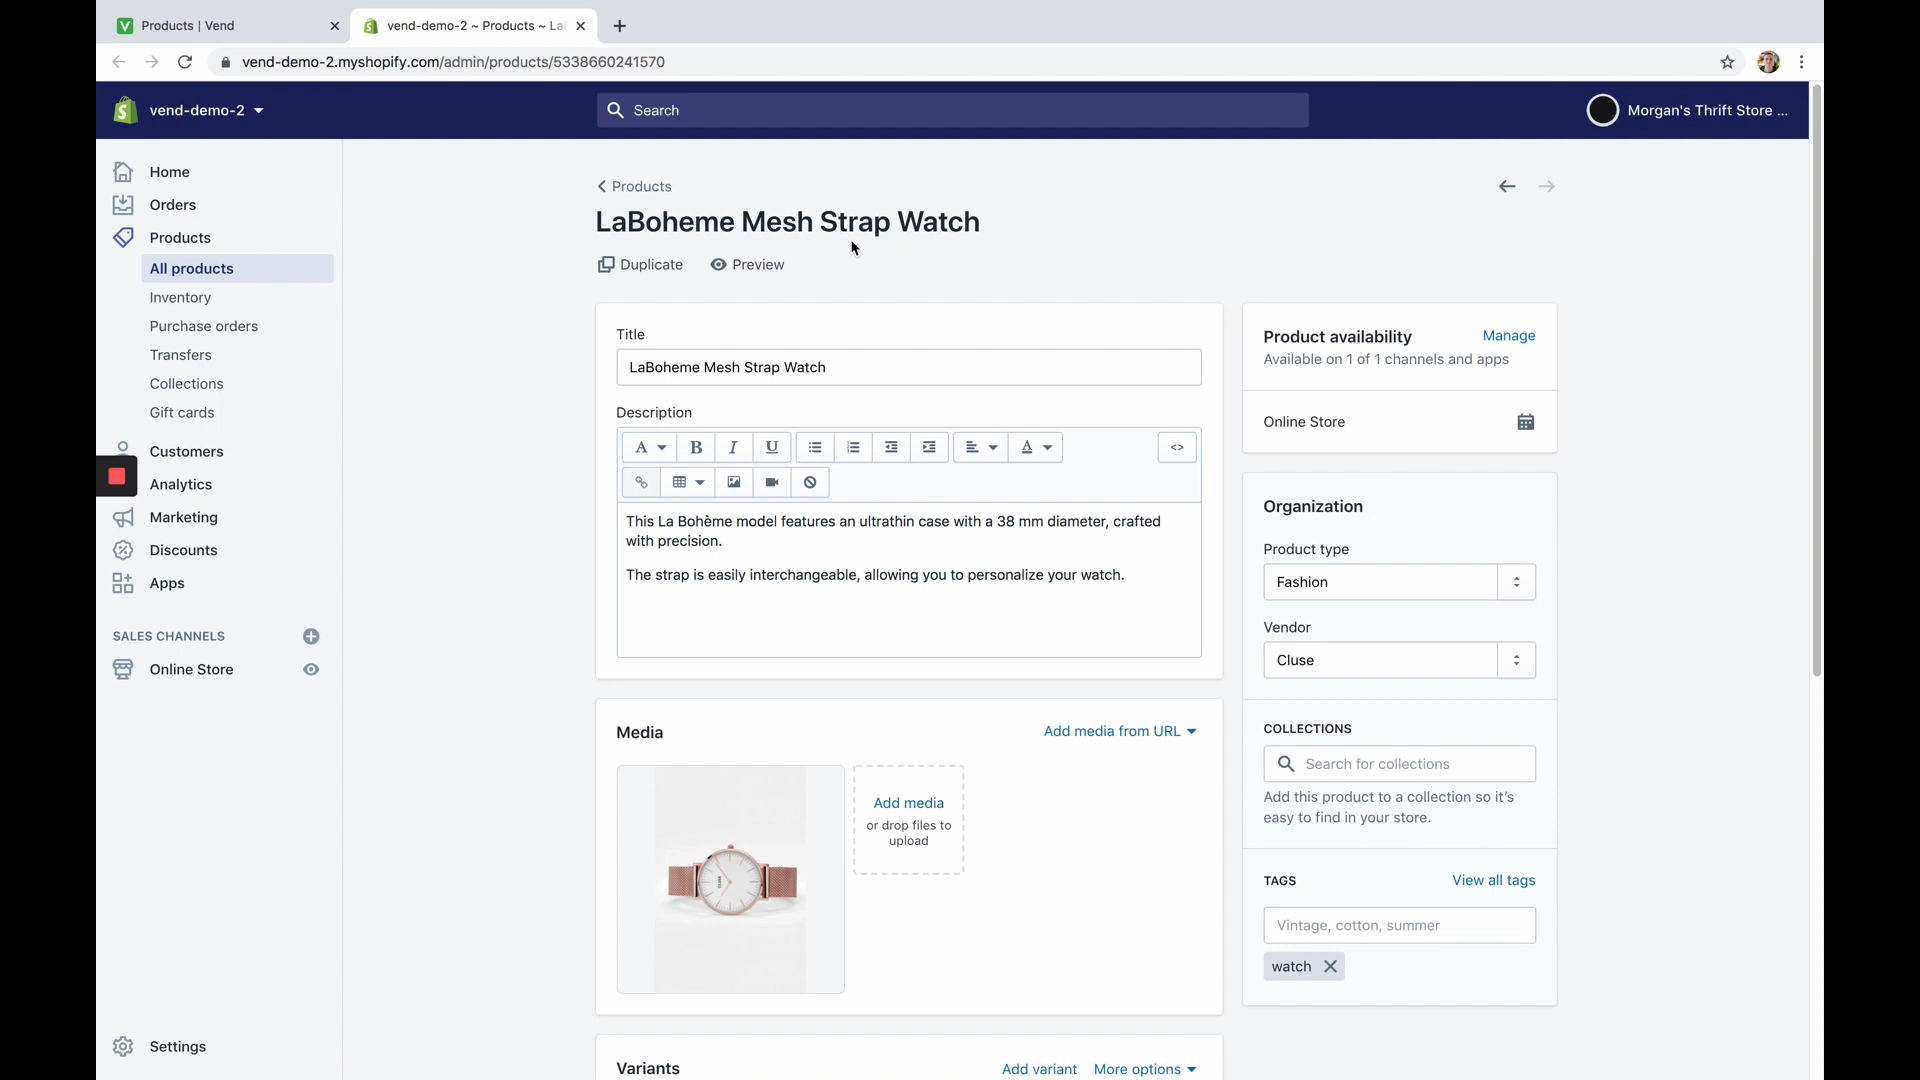 Products | Vend
vend-demo-2 ~ Products ~ La
vend-demo-2.myshopify.com/admin/products/5338660241570
vend-demo-2
Search
Morgan's Thrift Store ...
Home
Orders
Products
All products
Inventory
Purchase orders
Transfers
Collections
Gift cards
Customers
Analytics
Marketing
Discounts
Apps
SALES CHANNELS
Online Store
Settings
Products
LaBoheme Mesh Strap Watch
Duplicate
Preview
Title
LaBoheme Mesh Strap Watch
Description
This La Bohème model features an ultrathin case with a 38 mm diameter, crafted
with precision.
The strap is easily interchangeable, allowing you to personalize your watch.
Media
Add media from URL
Add media
or drop files to
upload
Variants
Add variant
More options
Product availability
Manage
Available on 1 of 1 channels and apps
Online Store
Organization
Product type
Fashion
Vendor
Cluse
COLLECTIONS
Search for collections
Add this product to a collection so it's
easy to find in your store.
TAGS
View all tags
Vintage, cotton, summer
watch